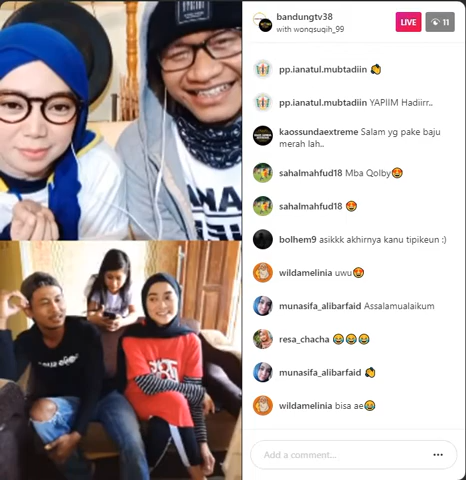 bandungtv38
with wonqsuqih_99
LIVE
11
pp.ianatul.mubtadiin
pp.ianatul.mubtadiin YAPIIM Hadiirr..
kaossundaextreme Salam yg pake baju
merah lah..
sahalmahfud18 Mba Qolby🤩
sahalmahfud18 🤩
bolhem9 asikkk akhirnya kanu tipikeun :)
wildamelinia uwu🤩
munasifa_alibarfaid Assalamualaikum
resa_chacha 😂😂😂
munasifa_alibarfaid 👏
wildamelinia bisa ae😂
Add a comment...